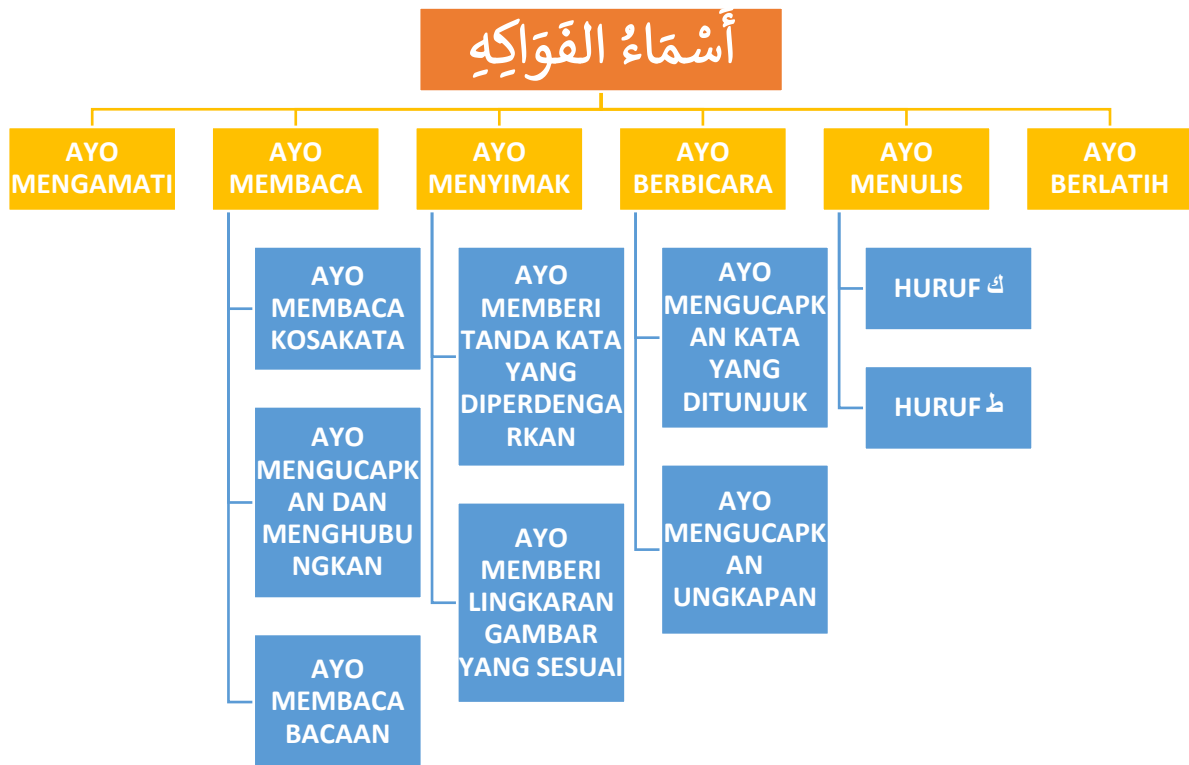 أَسْمَاءُ الفَوَاكِهِ
AYO
MENGAMATI
AYO
MEMBACA
AYO
MENYIMAK
AYO
BERBICARA
AYO
MENULIS
AYO
BERLATIH
AYO
MEMBACA
KOSAKATA
AYO
MENGUCAPK
AN DAN
MENGHUBU
NGKAN
AYO
MEMBACA
BACAAN
AYO
MEMBERI
TANDA KATA
YANG
DIPERDENGA
RKAN
AYO
MEMBERI
LINGKARAN
GAMBAR
YANG SESUAI
AYO
MENGUCAPK
AN KATA
YANG
DITUNJUK
AYO
MENGUCAPK
AN
UNGKAPAN
HURUF ك
HURUF ط